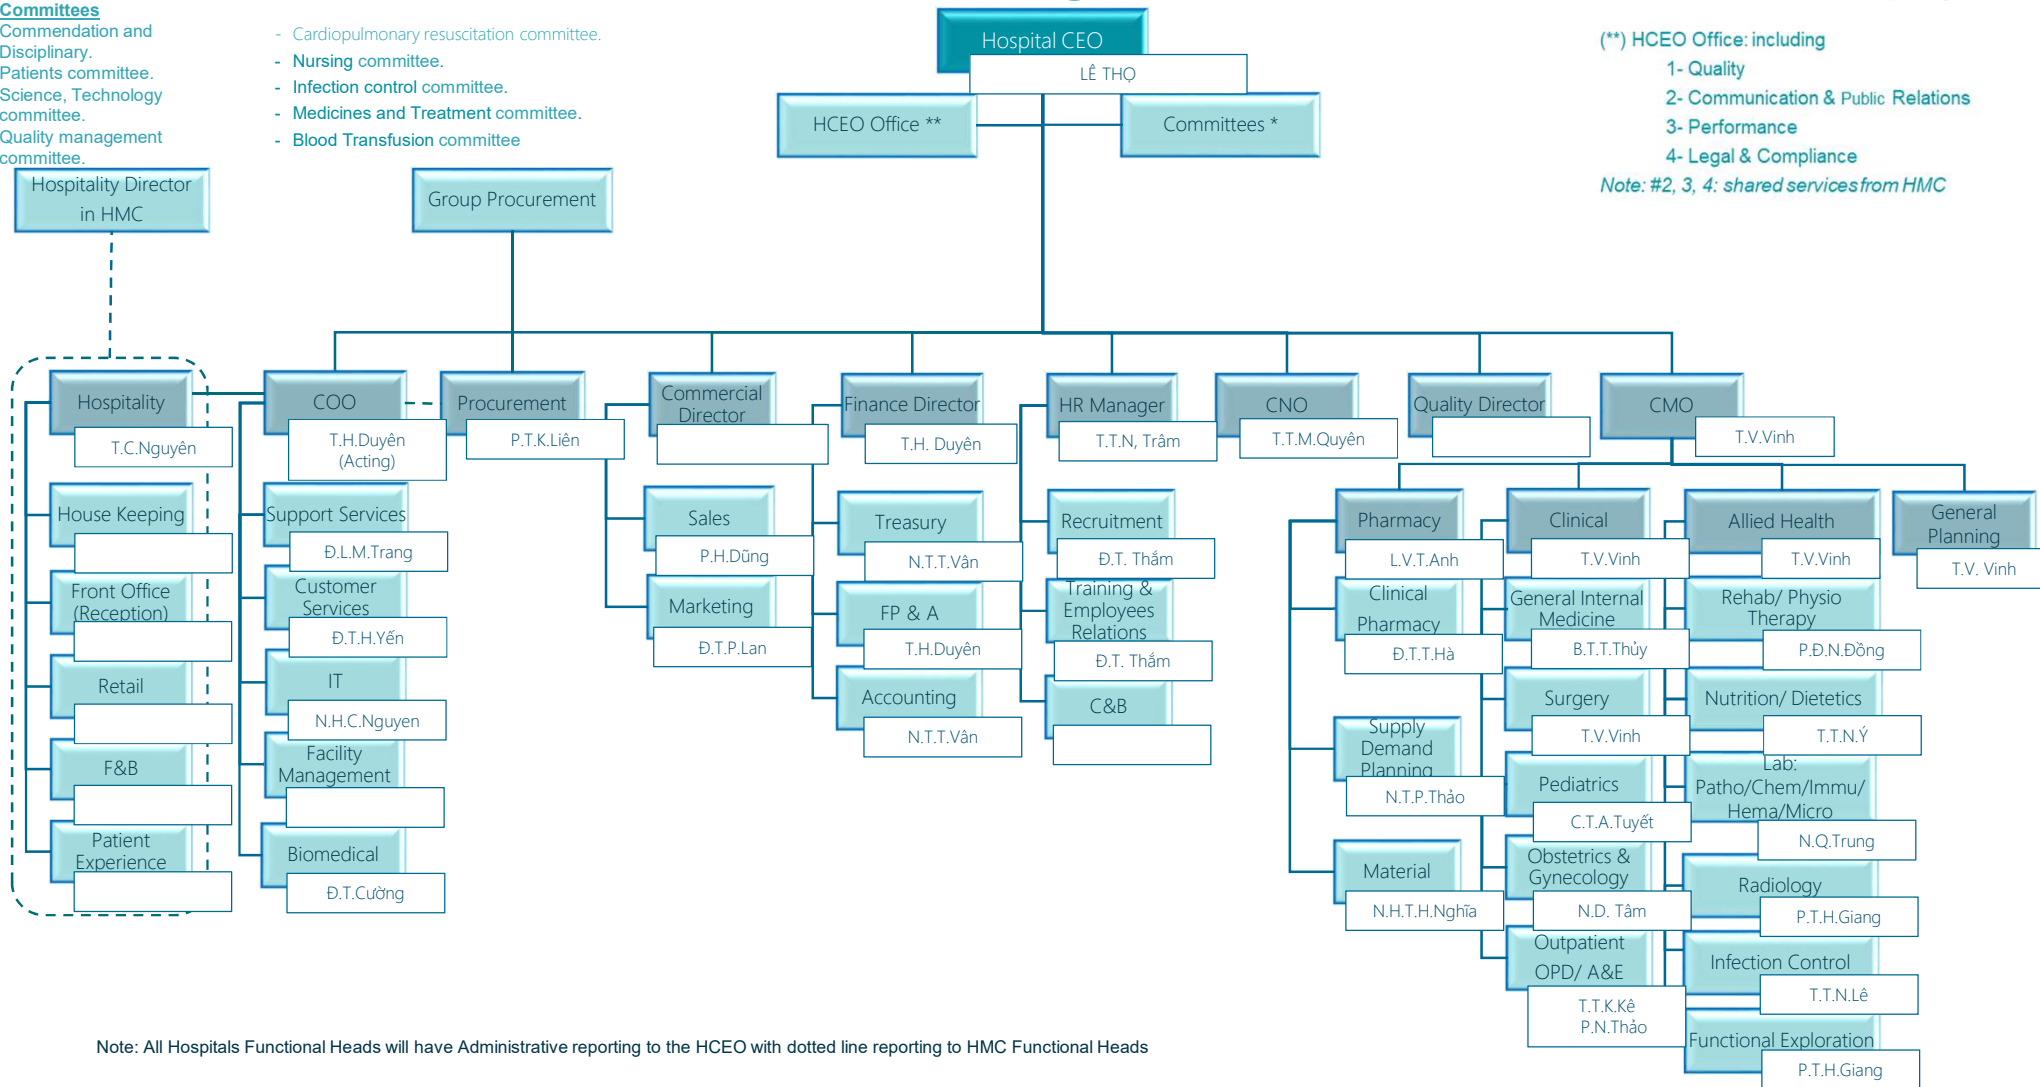 Committees
Commendation and
Disciplinary.
Patients committee.
Science, Technology
committee.
Quality management
committee.
- Cardiopulmonary resuscitation committee.
- Nursing committee.
- Infection control committee.
- Medicines and Treatment committee.
- Blood Transfusion committee
Hospital CEO
LÊ THỌ
HCEO Office **
Committees *
(**) HCEO Office: including
1- Quality
2- Communication & Public Relations
3- Performance
4- Legal & Compliance
Note: #2, 3, 4: shared services from HMC
Hospitality Director
in HMC
Group Procurement
Hospitality
T.C.Nguyên
House Keeping
Front Office
(Reception)
Retail
F&B
Patient
Experience
COO
T.H.Duyên
(Acting)
Support Services
Đ.L.M.Trang
Customer
Services
Đ.T.H.Yến
IT
N.H.C.Nguyen
Facility
Management
Biomedical
Đ.T.Cường
Procurement
P.T.K.Liên
Commercial
Director
Sales
P.H.Dũng
Marketing
Đ.T.P.Lan
Finance Director
T.H. Duyên
Treasury
N.T.T.Vân
FP & A
T.H.Duyên
Accounting
N.T.T.Vân
HR Manager
T.T.N, Trâm
Recruitment
Đ.T. Thắm
Training &
Employees
Relations
Đ.T. Thắm
C&B
CNO
T.T.M.Quyên
Quality Director
CMO
T.V.Vinh
Pharmacy
L.V.T.Anh
Clinical
Pharmacy
Đ.T.T.Hà
Supply
Demand
Planning
N.T.P.Thảo
Material
N.H.T.H.Nghĩa
Clinical
T.V.Vinh
General Internal
Medicine
B.T.T.Thủy
Surgery
T.V.Vinh
Pediatrics
C.T.A.Tuyết
Obstetrics &
Gynecology
N.D. Tâm
Outpatient
OPD/ A&E
T.T.K.Kê
P.N.Thảo
Allied Health
T.V.Vinh
Rehab/ Physio
Therapy
P.Đ.N.Đồng
Nutrition/ Dietetics
T.T.N.Ý
Lab:
Patho/Chem/Immu/
Hema/Micro
N.Q.Trung
Radiology
P.T.H.Giang
Infection Control
T.T.N.Lê
Functional Exploration
P.T.H.Giang
General
Planning
T.V. Vinh
Note: All Hospitals Functional Heads will have Administrative reporting to the HCEO with dotted line reporting to HMC Functional Heads